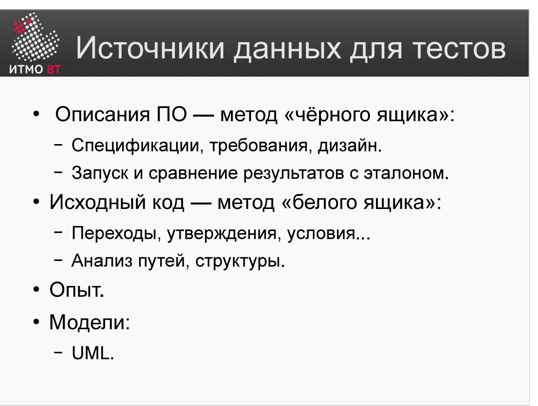 ИТМО ВТ
Источники данных для тестов
• Описания ПО — метод «чёрного ящика»:
– Спецификации, требования, дизайн.
– Запуск и сравнение результатов с эталоном.
• Исходный код — метод «белого ящика»:
– Переходы, утверждения, условия...
– Анализ путей, структуры.
• Опыт.
• Модели:
– UML.